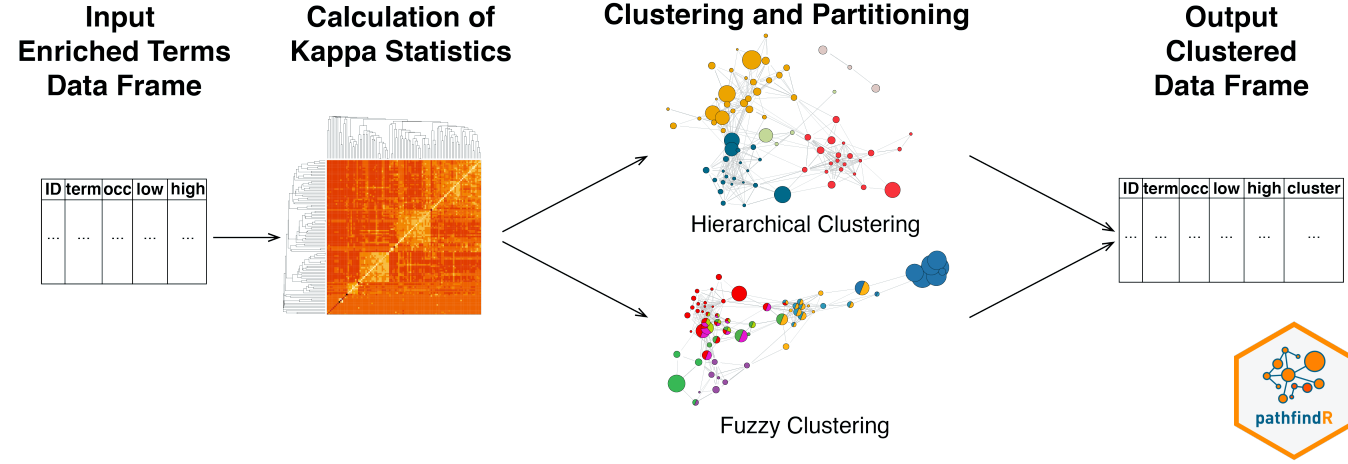 Input
Enriched Terms
Data Frame
Calculation of
Kappa Statistics
Clustering and Partitioning
Output
Clustered
Data Frame
ID term occ low high
... ... ... ... ...
Hierarchical Clustering
Fuzzy Clustering
ID term occ low high cluster
... ... ... ... ... ...
pathfindR